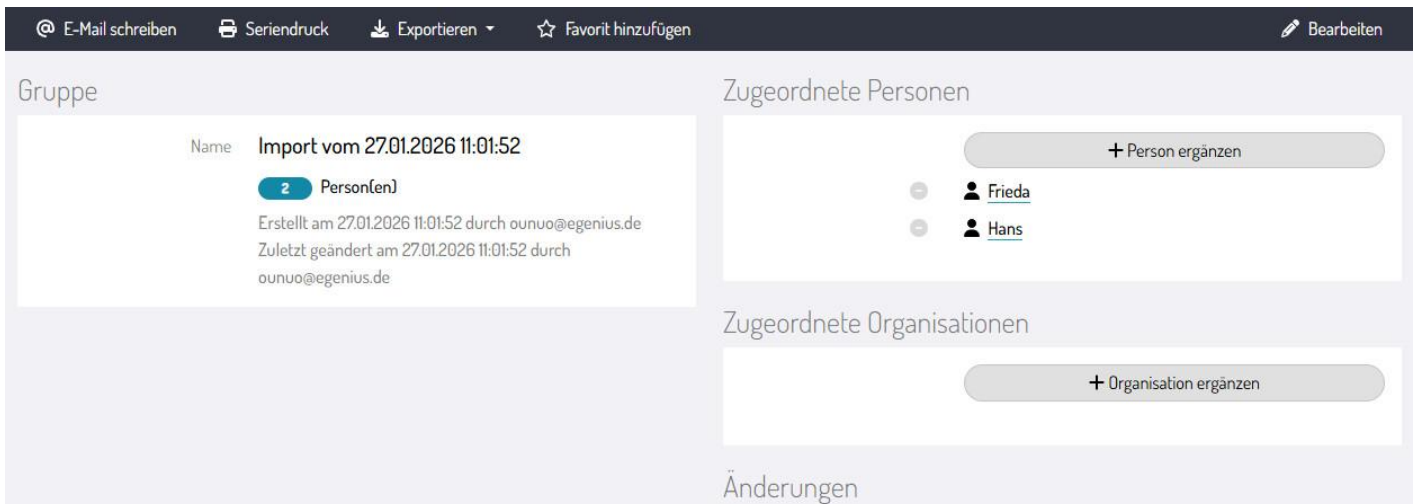 E-Mail schreiben
Seriendruck
Exportieren
Favorit hinzufügen
Bearbeiten
Gruppe
Name
Import vom 27.01.2026 11:01:52
2 Person(en)
Erstellt am 27.01.2026 11:01:52 durch ounuo@egenius.de
Zuletzt geändert am 27.01.2026 11:01:52 durch
ounuo@egenius.de
Zugeordnete Personen
+ Person ergänzen
Frieda
Hans
Zugeordnete Organisationen
+ Organisation ergänzen
Änderungen